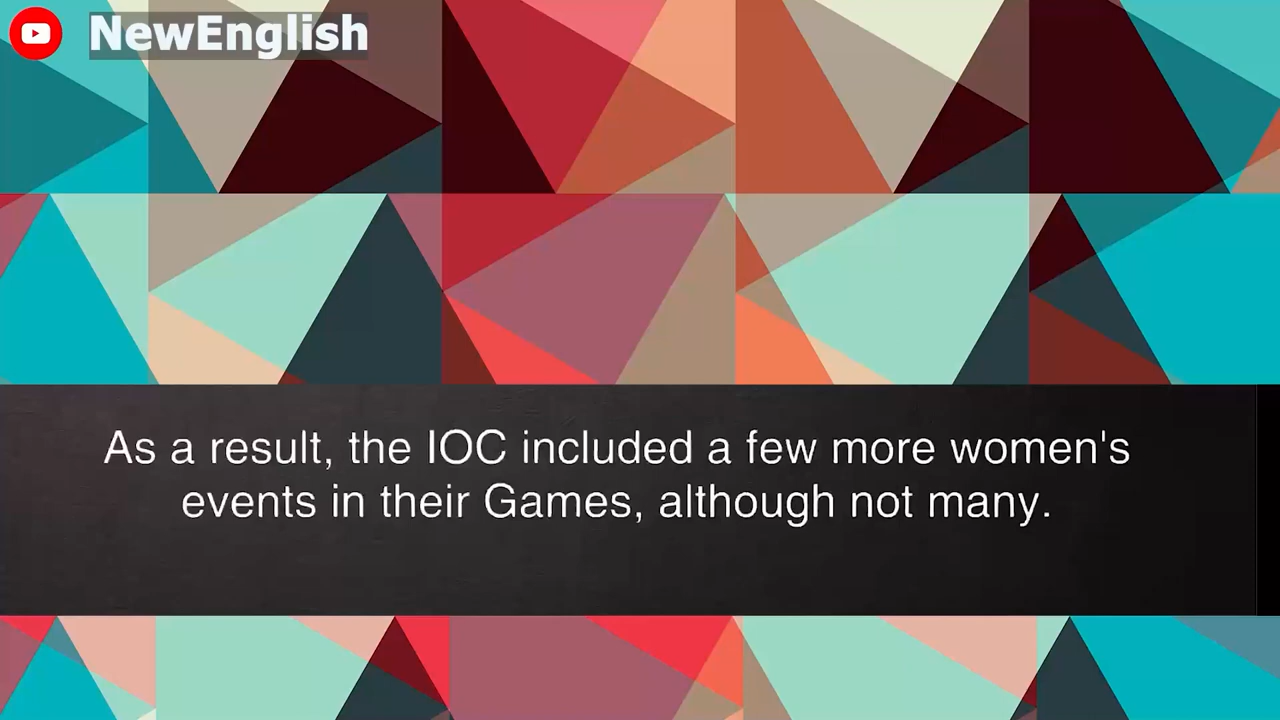 NewEnglish
As a result, the IOC included a few more women's
events in their Games, although not many.